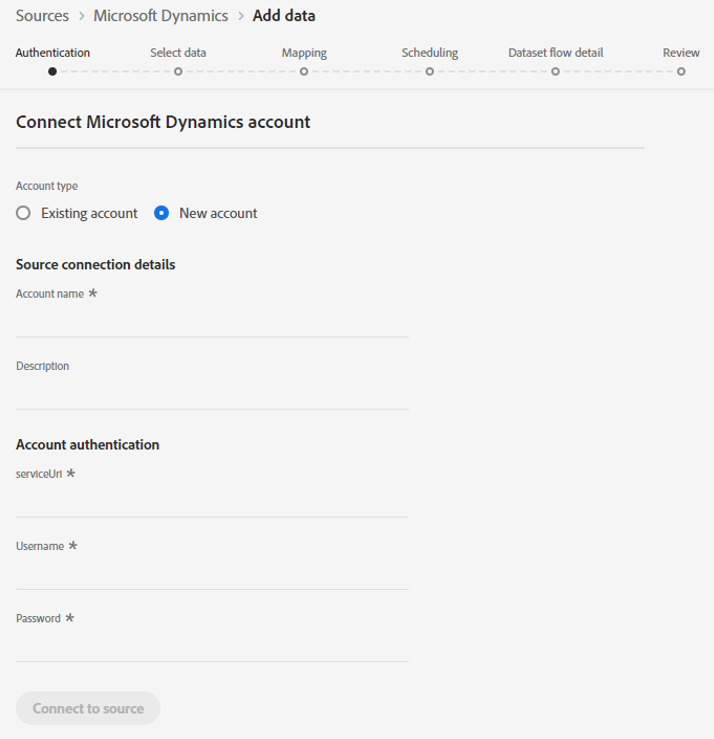 Sources > Microsoft Dynamics > Add data
Authentication Select data Mapping Scheduling Dataset flow detail Review
Connect Microsoft Dynamics account
Account type
Existing account New account
Source connection details
Account name *
Description
Account authentication
serviceUri *
Username *
Password *
Connect to source